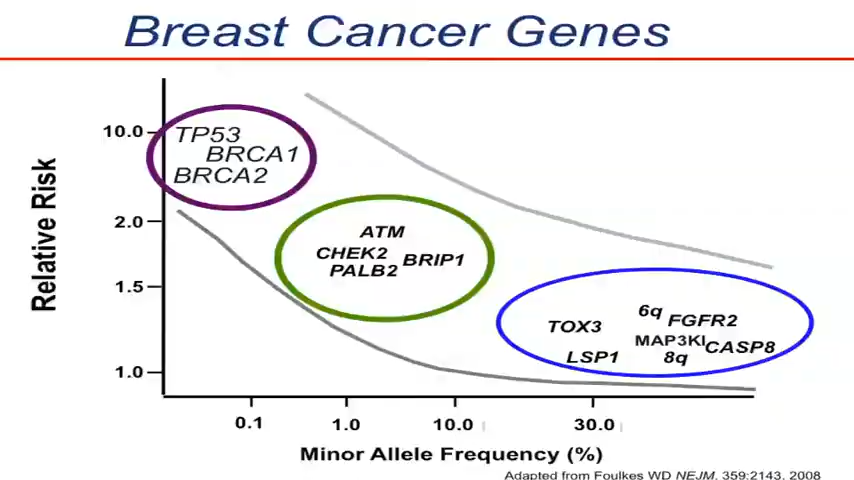 Breast Cancer Genes
Relative Risk
10.0
2.0
1.5
1.0
TP53
BRCA1
BRCA2
ATM
CHEK2
BRIP1
PALB2
6q
FGFR2
TOX3
MAP3KI
CASP8
LSP1
8q
0.1 1.0 10.0 30.0
Minor Allele Frequency (%)
Adapted from Foulkes WD NEJM. 359:2143, 2008